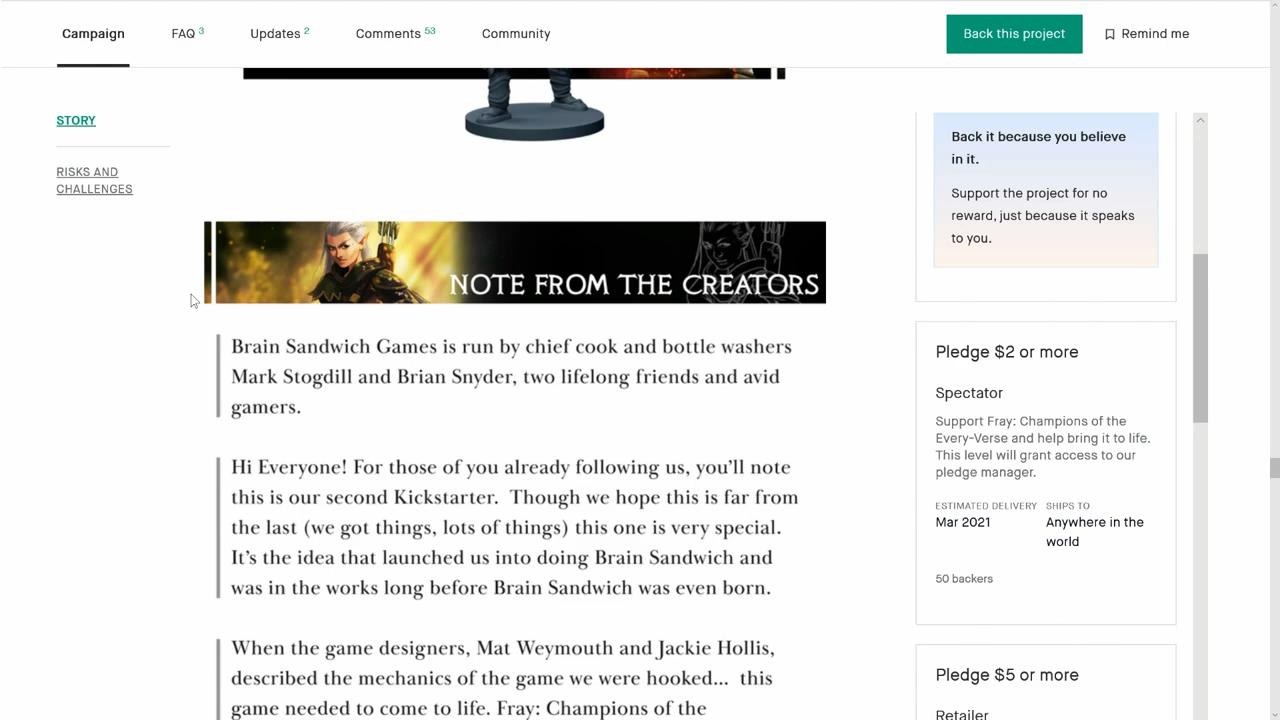 Campaign
FAQ 3
Updates 2
Comments 53
Community
Back this project
Remind me
STORY
RISKS AND
CHALLENGES
NOTE FROM THE CREATORS
Brain Sandwich Games is run by chief cook and bottle washers
Mark Stogdill and Brian Snyder, two lifelong friends and avid
gamers.
Hi Everyone! For those of you already following us, you’ll note
this is our second Kickstarter. Though we hope this is far from
the last (we got things, lots of things) this one is very special.
It’s the idea that launched us into doing Brain Sandwich and
was in the works long before Brain Sandwich was even born.
When the game designers, Mat Weymouth and Jackie Hollis,
described the mechanics of the game we were hooked... this
game needed to come to life. Fray: Champions of the
Back it because you believe
in it.
Support the project for no
reward, just because it speaks
to you.
Pledge $2 or more
Spectator
Support Fray: Champions of the
Every-Verse and help bring it to life.
This level will grant access to our
pledge manager.
ESTIMATED DELIVERY
Mar 2021
SHIPS TO
Anywhere in the
world
50 backers
Pledge $5 or more
Retailer